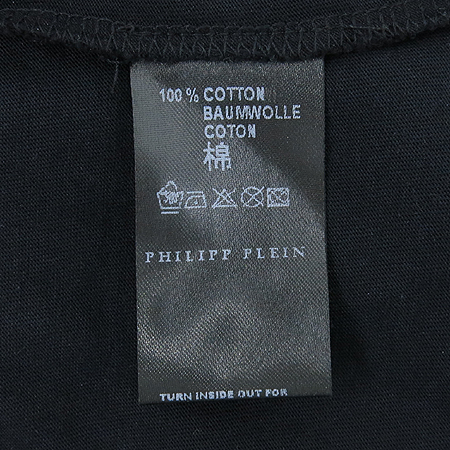 100 % COTTON
BAUMWOLLE
COTON
棉
PHILIPP PLEIN
TURN INSIDE OUT FOR